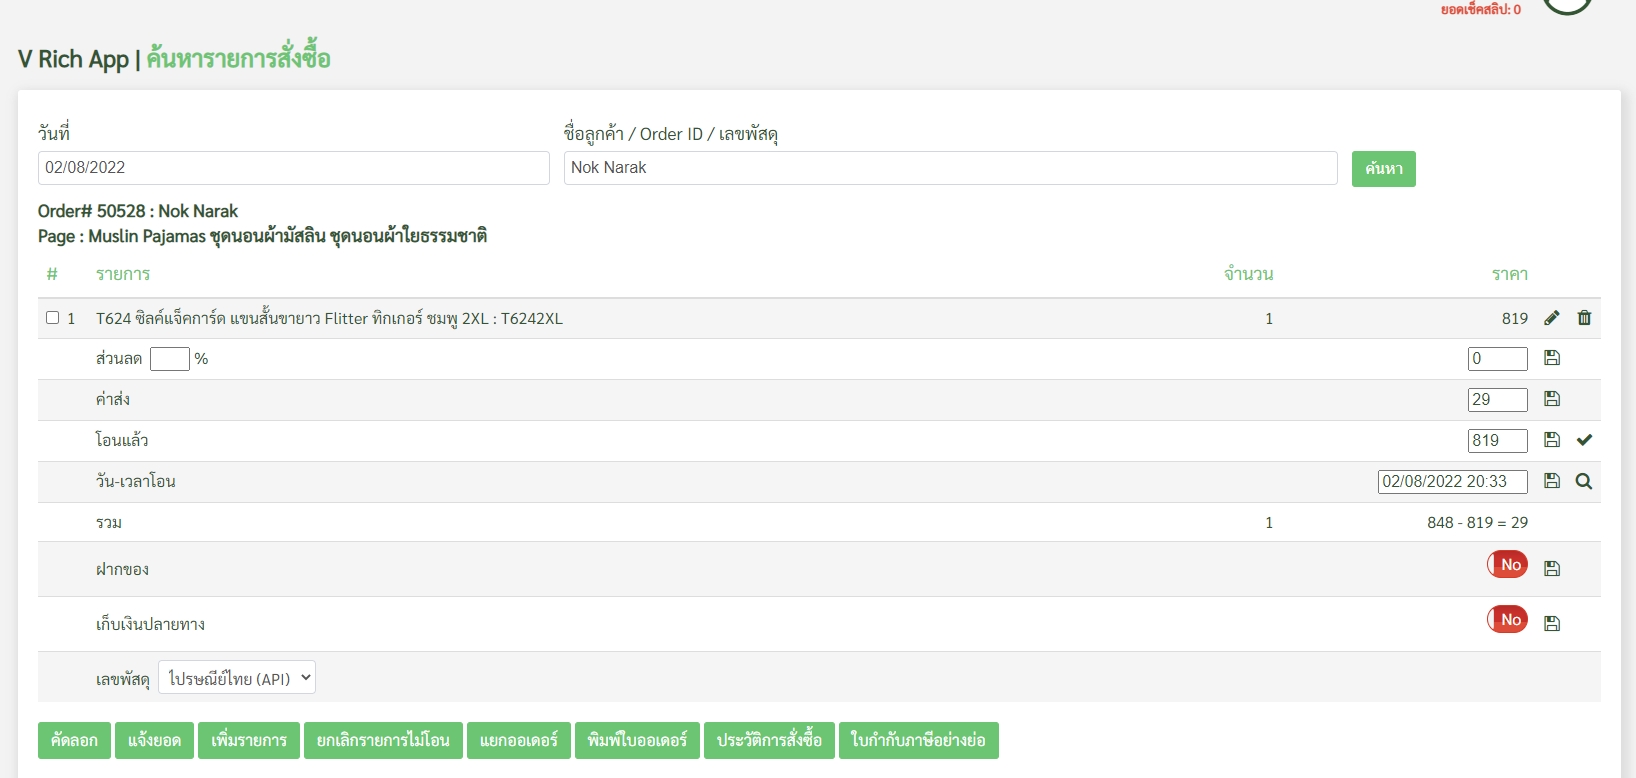 ยอดเช็คสลิป: 0
V Rich App | ค้นหารายการสั่งซื้อ
วันที่
ชื่อลูกค้า / Order ID / เลขพัสดุ
02/08/2022
Nok Narak
ค้นหา
Order# 50528 : Nok Narak
Page : Muslin Pajamas ชุดนอนผ้ามัสลิน ชุดนอนผ้าใยธรรมชาติ
# รายการ จำนวน ราคา
1 T624 ซิลค์แจ็คการ์ด แขนสั้นขายาว Flitter ทิกเกอร์ ชมพู 2XL : T6242XL 1 819
ส่วนลด % 0
ค่าส่ง 29
โอนแล้ว 819
วัน-เวลาโอน 02/08/2022 20:33
รวม 1 848 - 819 = 29
ฝากของ No
เก็บเงินปลายทาง No
เลขพัสดุ ไปรษณีย์ไทย (API)
คัดลอก แจ้งยอด เพิ่มรายการ ยกเลิกรายการไม่โอน แยกออเดอร์ พิมพ์ใบออเดอร์ ประวัติการสั่งซื้อ ใบกำกับภาษีอย่างย่อ